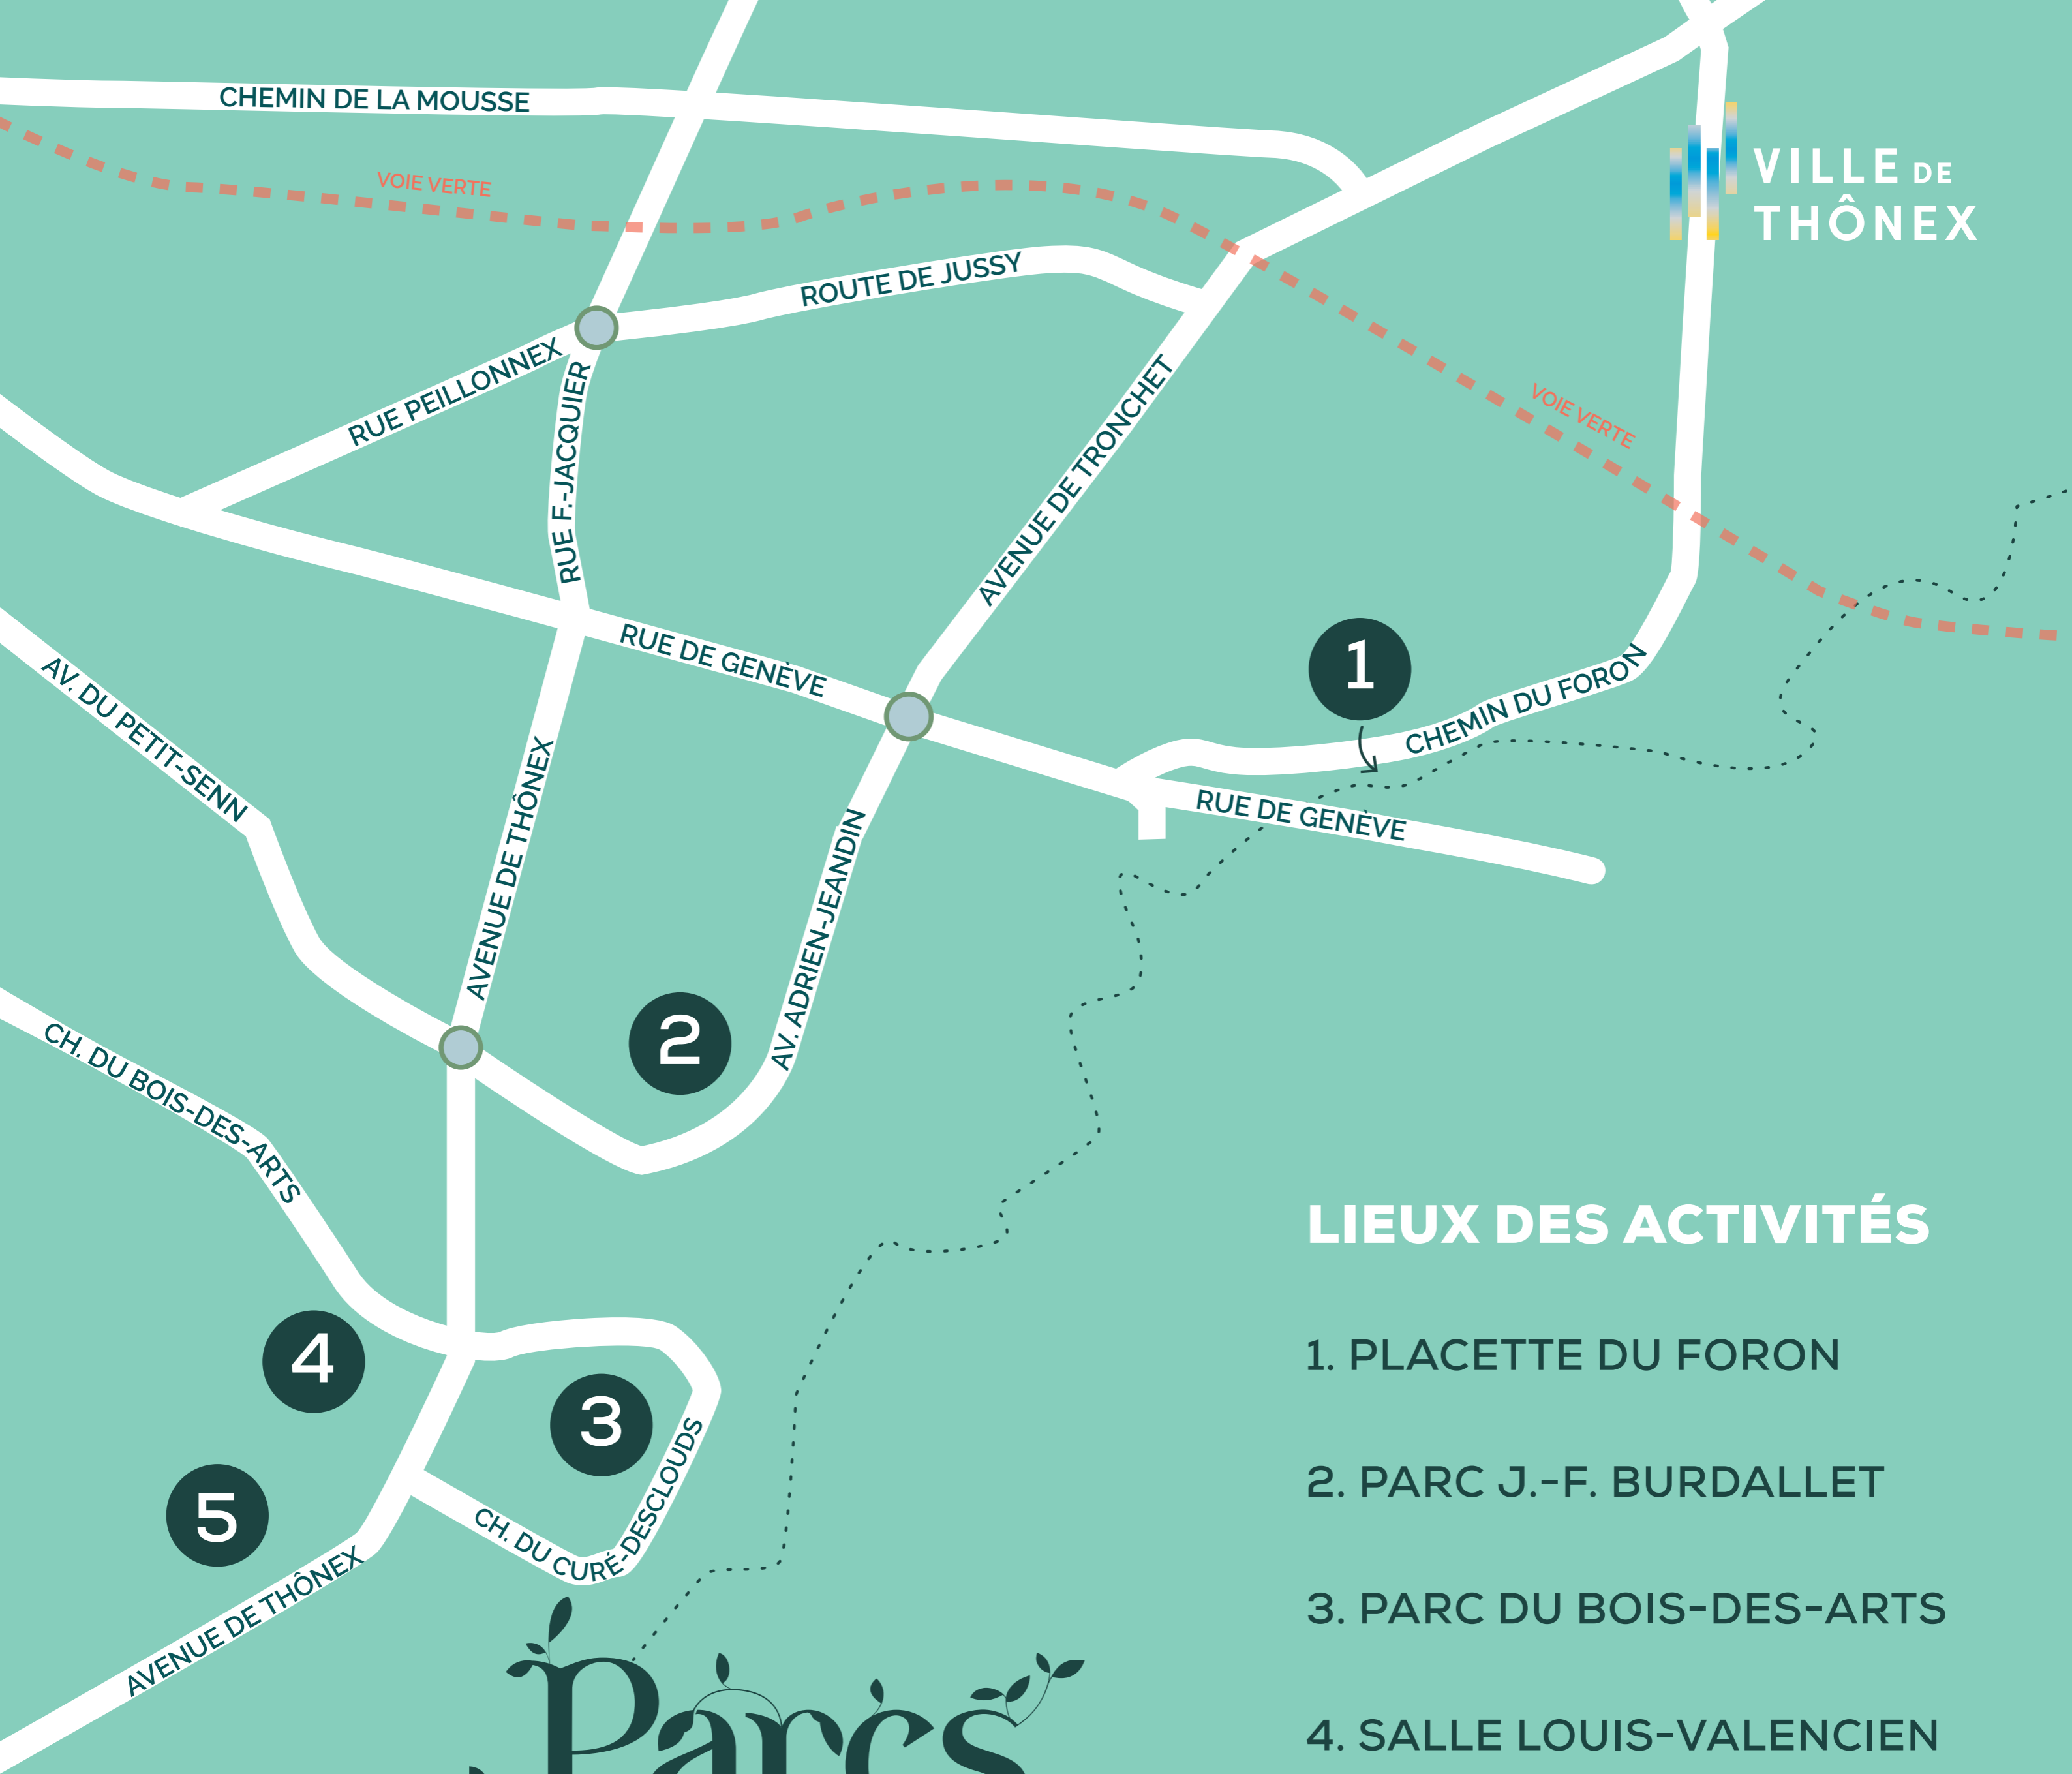 CHEMIN DE LA MOUSSE
VOIE VERTE
VILLE DE
THÔNEX
ROUTE DE JUSSY
RUE PEILLONNEX
RUE F.-JACQUIER
AVENUE DE TRONCHET
VOIE VERTE
RUE DE GENÈVE
1
CHEMIN DU FORON
AV. DU PETIT-SENN
AVENUE DE THÔNEX
RUE DE GENÈVE
AV. ADRIEN-JEANDIN
2
CH. DU BOIS-DES-ARTS
4
3
5
CH. DU CURÉ-DESCLOUDS
AVENUE DE THÔNEX
Parcs
LIEUX DES ACTIVITÉS
1. PLACETTE DU FORON
2. PARC J.-F. BURDALLET
3. PARC DU BOIS-DES-ARTS
4. SALLE LOUIS-VALENCIEN